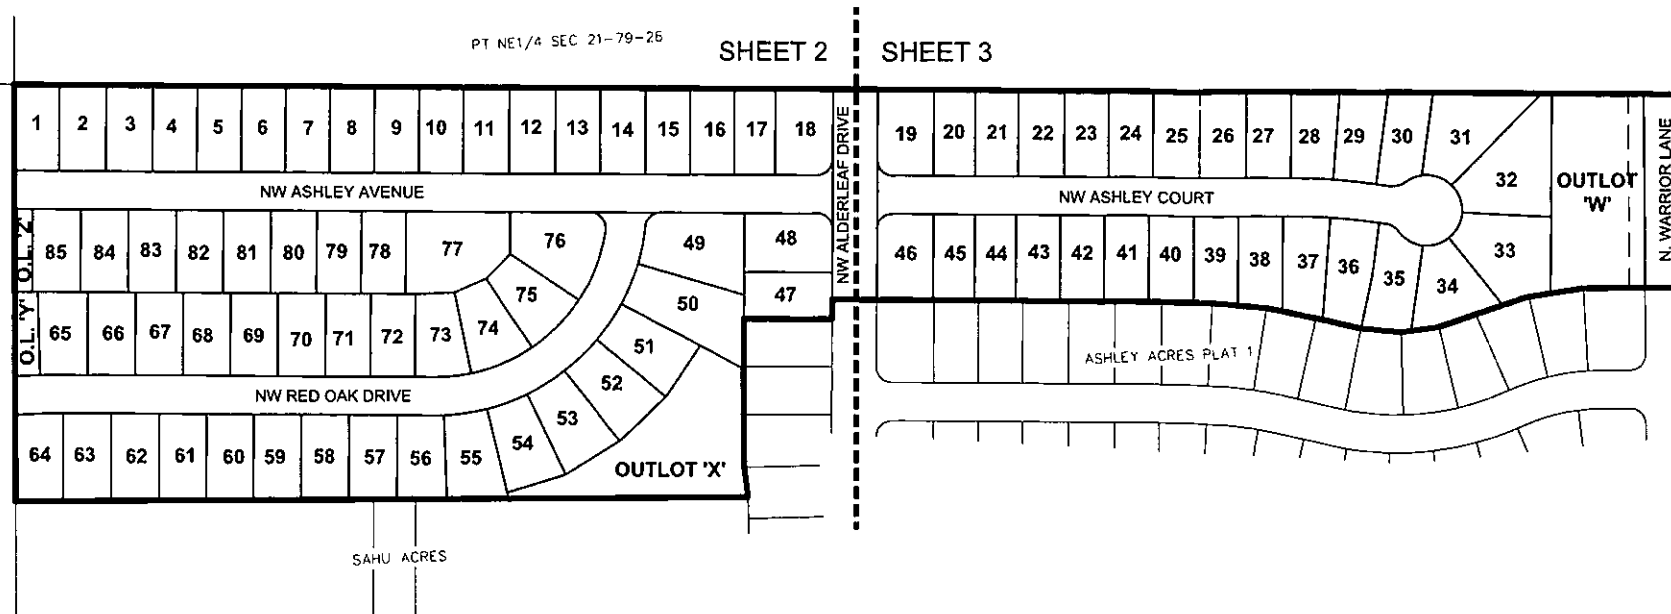 PT NE1/4 SEC 21-79-26
SHEET 2
SHEET 3
1 2 3 4 5 6 7 8 9 10 11 12 13 14 15 16 17 18
NW ALDERLEAF DRIVE
19 20 21 22 23 24 25 26 27 28 29 30 31
32
OUTLOT 'W'
N. WARRIOR LANE
NW ASHLEY AVENUE
NW ASHLEY COURT
O.L. 'Z'
85 84 83 82 81 80 79 78 77 76
75
49 48
47
50
46 45 44 43 42 41 40 39 38 37 36 35 34 33
O.L. 'Y'
65 66 67 68 69 70 71 72 73 74
51
52
53
54
ASHLEY ACRES PLAT 1
NW RED OAK DRIVE
64 63 62 61 60 59 58 57 56 55
OUTLOT 'X'
SAHU ACRES